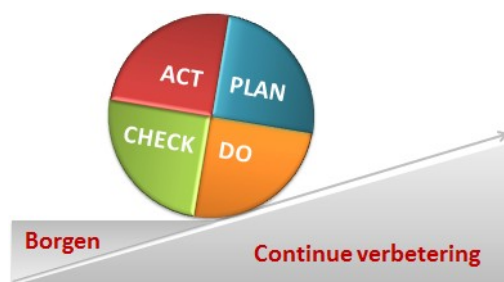 ACT
PLAN
CHECK
DO
Borgen
Continue verbetering